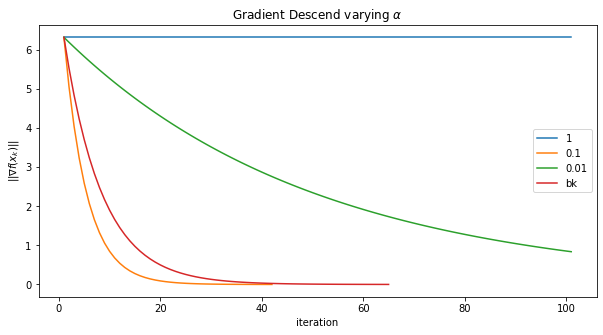 Gradient Descend varying α
||∇f(x_k)||
6
5
4
3
2
1
0
1
0.1
0.01
bk
0 20 40 60 80 100
iteration